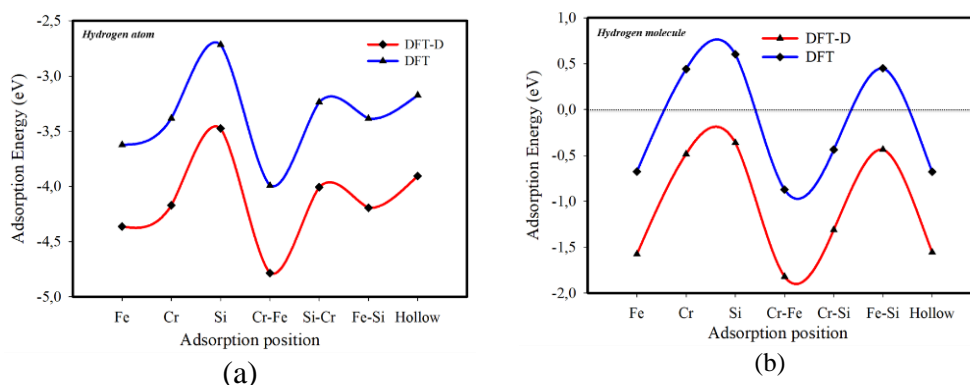 Hydrogen atom
DFT-D
DFT
-2,5
-3,0
-3,5
-4,0
-4,5
-5,0
Adsorption Energy (eV)
Fe Cr Si Cr-Fe Si-Cr Fe-Si Hollow
Adsorption position
(a)
Hydrogen molecule
DFT-D
DFT
1,0
0,5
0,0
-0,5
-1,0
-1,5
-2,0
Adsorption Energy (eV)
Fe Cr Si Cr-Fe Cr-Si Fe-Si Hollow
Adsorption position
(b)